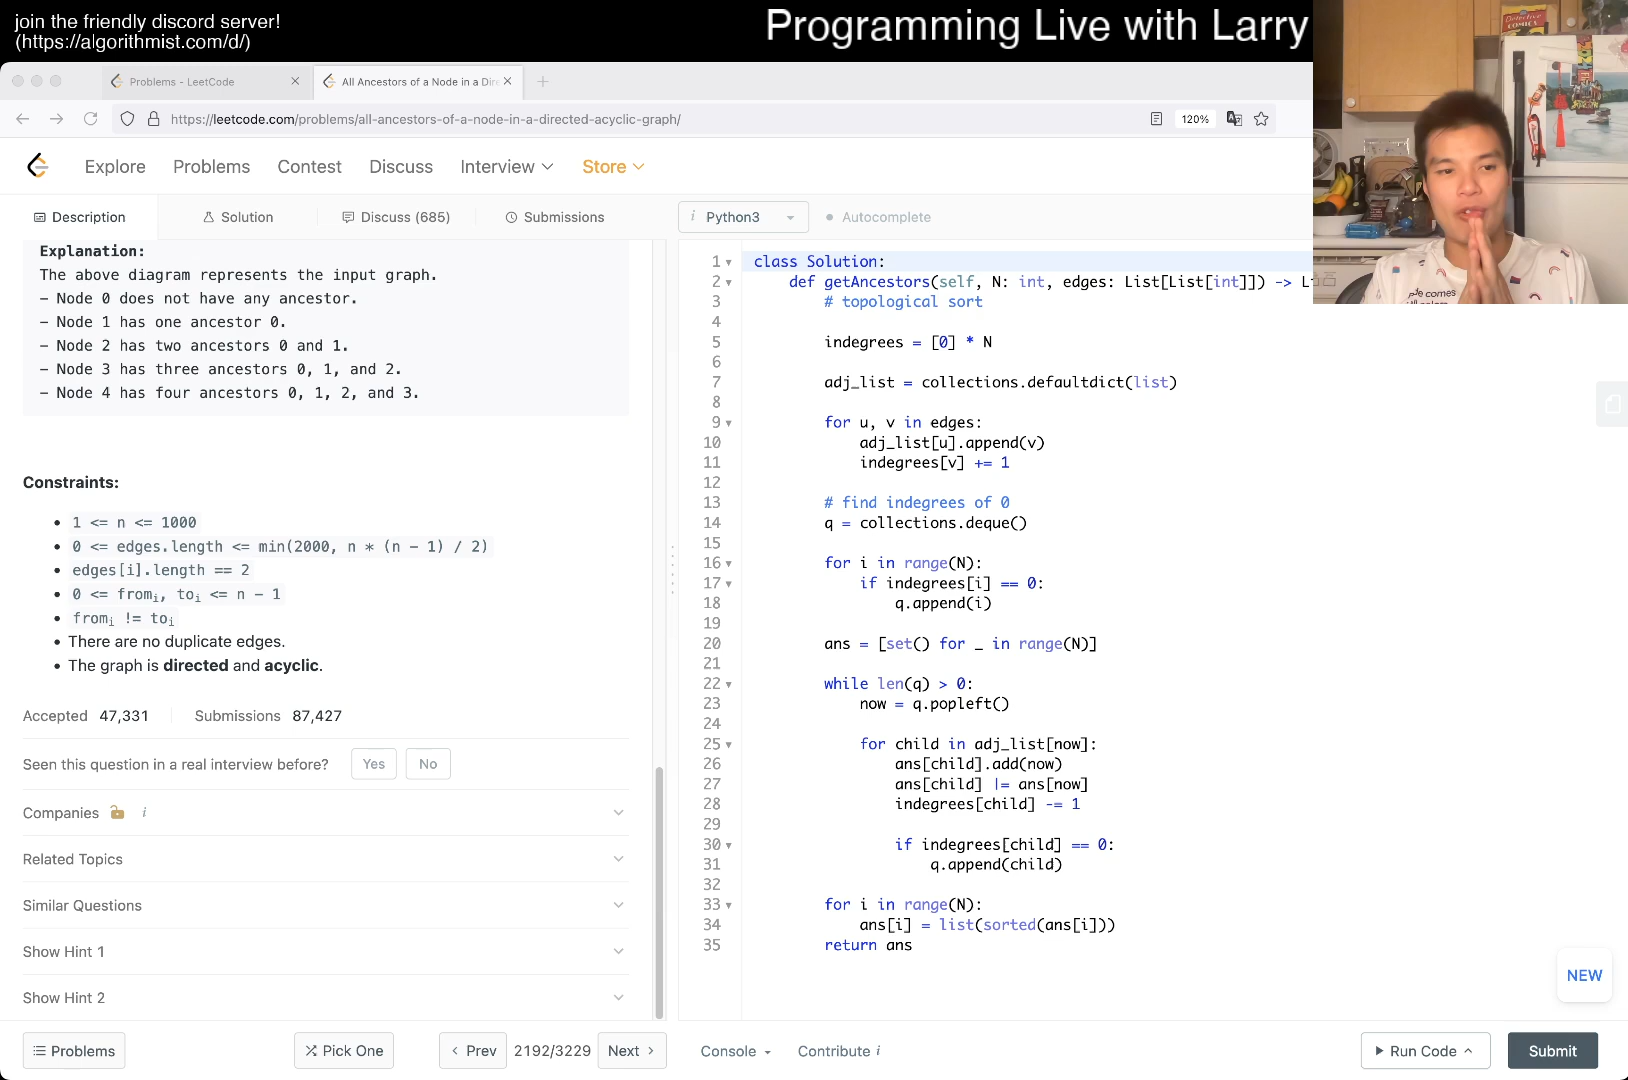 join the friendly discord server!
(https://algorithmist.com/d/)
Programming Live with Larry
Problems - LeetCode
All Ancestors of a Node in a Dire
https://leetcode.com/problems/all-ancestors-of-a-node-in-a-directed-acyclic-graph/
120%
Explore
Problems
Contest
Discuss
Interview
Store
Description
Solution
Discuss (685)
Submissions
i Python3
Autocomplete
Explanation:
The above diagram represents the input graph.
- Node 0 does not have any ancestor.
- Node 1 has one ancestor 0.
- Node 2 has two ancestors 0 and 1.
- Node 3 has three ancestors 0, 1, and 2.
- Node 4 has four ancestors 0, 1, 2, and 3.
Constraints:
• 1 <= n <= 1000
• 0 <= edges.length <= min(2000, n * (n - 1) / 2)
• edges[i].length == 2
• 0 <= fromi, toi <= n - 1
• fromi != toi
• There are no duplicate edges.
• The graph is directed and acyclic.
Accepted 47,331
Submissions 87,427
Seen this question in a real interview before?
Yes
No
Companies i
Related Topics
Similar Questions
Show Hint 1
Show Hint 2
1 class Solution:
2 def getAncestors(self, N: int, edges: List[List[int]]) -> Li
3 # topological sort
4
5 indegrees = [0] * N
6
7 adj_list = collections.defaultdict(list)
8
9 for u, v in edges:
10 adj_list[u].append(v)
11 indegrees[v] += 1
12
13 # find indegrees of 0
14 q = collections.deque()
15
16 for i in range(N):
17 if indegrees[i] == 0:
18 q.append(i)
19
20 ans = [set() for _ in range(N)]
21
22 while len(q) > 0:
23 now = q.popleft()
24
25 for child in adj_list[now]:
26 ans[child].add(now)
27 ans[child] |= ans[now]
28 indegrees[child] -= 1
29
30 if indegrees[child] == 0:
31 q.append(child)
32
33 for i in range(N):
34 ans[i] = list(sorted(ans[i]))
35 return ans
NEW
Problems
Pick One
Prev
2192/3229
Next
Console
Contribute i
Run Code
Submit